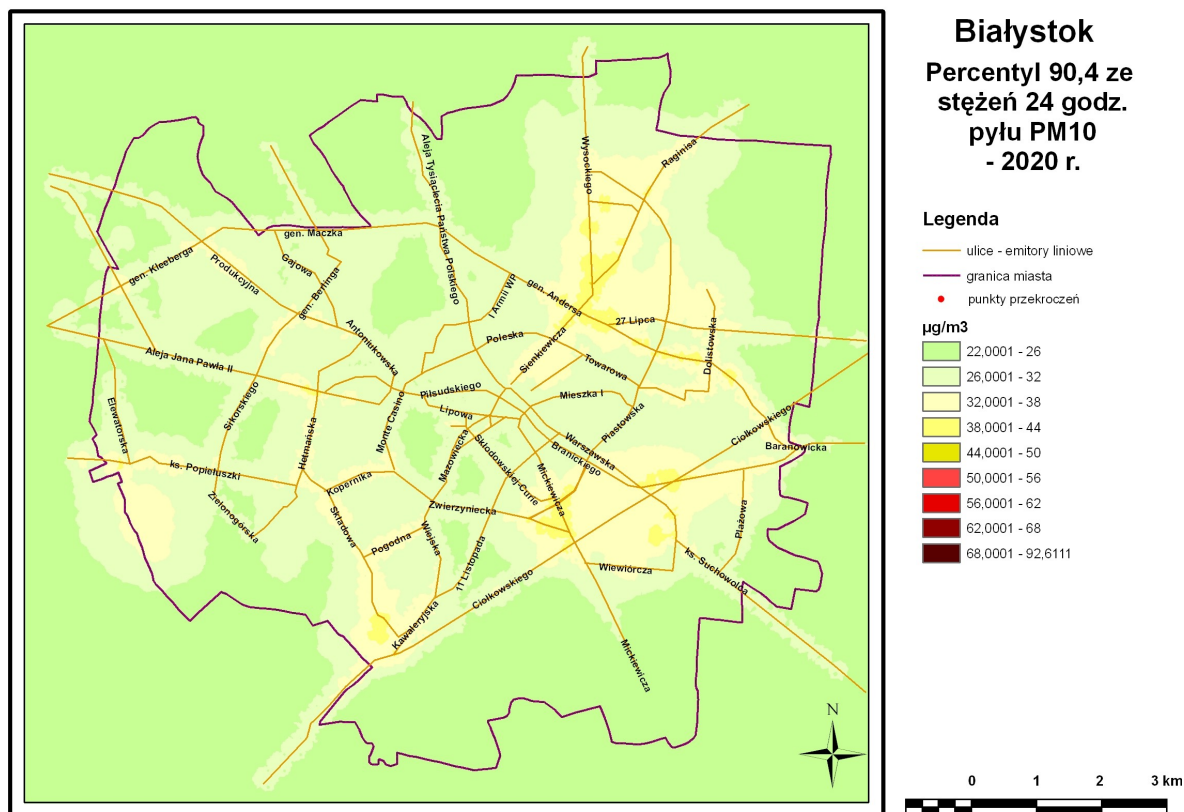 Białystok
Percentyl 90,4 ze
stężeń 24 godz.
pyłu PM10
- 2020 r.
Legenda
ulice - emitory liniowe
granica miasta
punkty przekroczeń
µg/m3
22,0001 - 26
26,0001 - 32
32,0001 - 38
38,0001 - 44
44,0001 - 50
50,0001 - 56
56,0001 - 62
62,0001 - 68
68,0001 - 92,6111
N
0 1 2 3 km
Wysockiego
Raginisa
Aleja Tysiąclecia Państwa Polskiego
gen. Maczka
gen. Kleeberga
Produkcyjna
Gajowa
gen. Berlinga
I Armii WP
gen. Andersa
27 Lipca
Antoniukowska
Poleska
Sienkiewicza
Towarowa
Dolistowska
Aleja Jana Pawła II
Piłsudskiego
Mieszka I
Elewatorska
Sikorskiego
Hetmańska
Monte Casino
Lipowa
Piastowska
Ciołkowskiego
Mazowiecka
Skłodowskiej-Curie
Warszawska
Branickiego
Baranowicka
ks. Popiełuszki
Kopernika
Mickiewicza
Zielonogórska
Składowa
Zwierzyniecka
Plażowa
Pogodna
Wiejska
11 Listopada
Ciołkowskiego
Wiewiórcza
ks. Suchowolca
Kawaleryjska
Mickiewicza